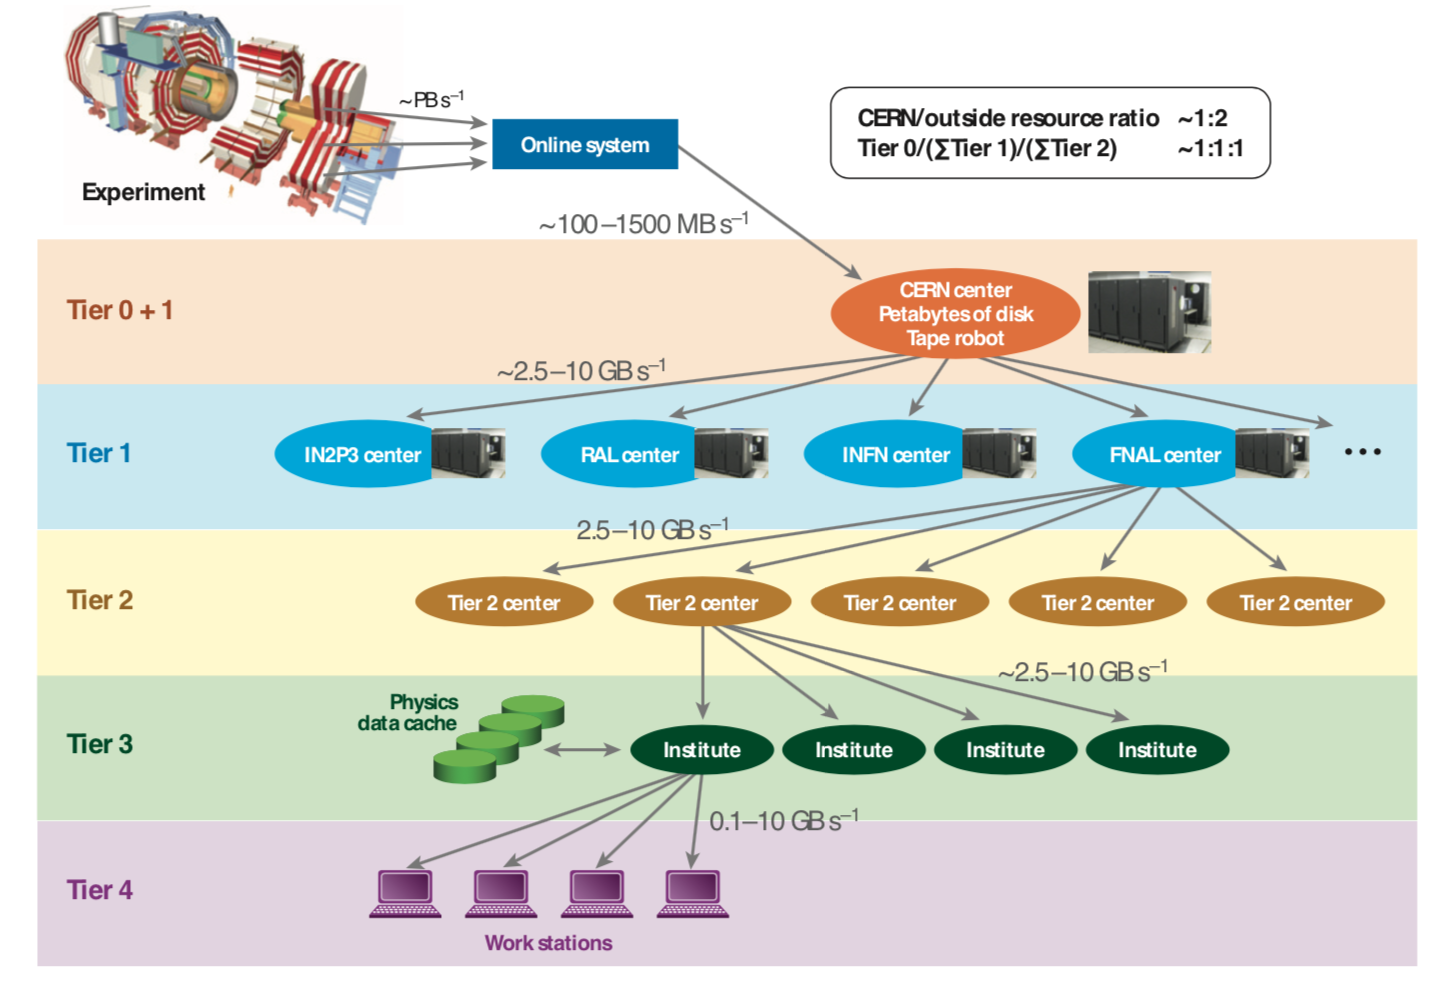 ~PB s⁻¹
Online system
Experiment
CERN/outside resource ratio ~1:2
Tier 0/(∑Tier 1)/(∑Tier 2) ~1:1:1
~100–1500 MB s⁻¹
Tier 0 + 1
CERN center
Petabytes of disk
Tape robot
~2.5–10 GB s⁻¹
Tier 1
IN2P3 center
RAL center
INFN center
FNAL center
...
2.5–10 GB s⁻¹
Tier 2
Tier 2 center
Tier 2 center
Tier 2 center
Tier 2 center
Tier 2 center
~2.5–10 GB s⁻¹
Tier 3
Physics
data cache
Institute
Institute
Institute
Institute
0.1–10 GB s⁻¹
Tier 4
Work stations